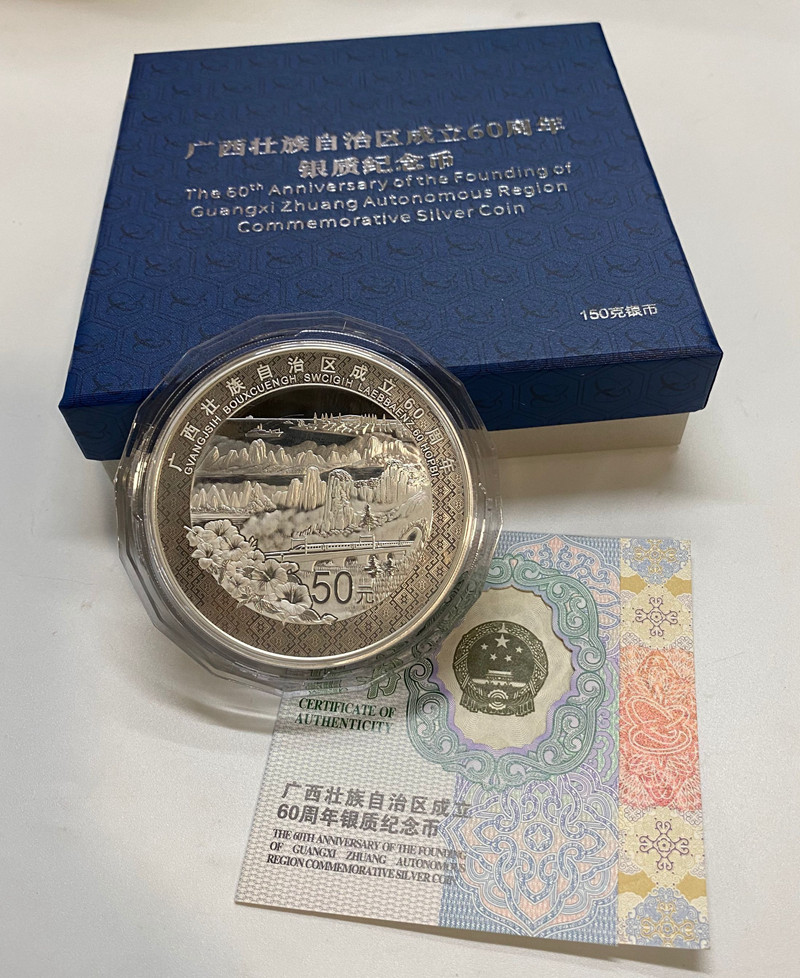 广西壮族自治区成立60周年
银质纪念币
The 60th Anniversary of the Founding of
Guangxi Zhuang Autonomous Region
Commemorative Silver Coin
150克银币
广西壮族自治区成立60周年
GVANGJSIH BOUXCUENGH SWCIGIH LAEBBAENZ 60 HOPBI
50元
CERTIFICATE OF
AUTHENTICITY
广西壮族自治区成立
60周年银质纪念币
THE 60TH ANNIVERSARY OF THE FOUNDING
OF GUANGXI ZHUANG AUTONOMOUS
REGION COMMEMORATIVE SILVER COIN